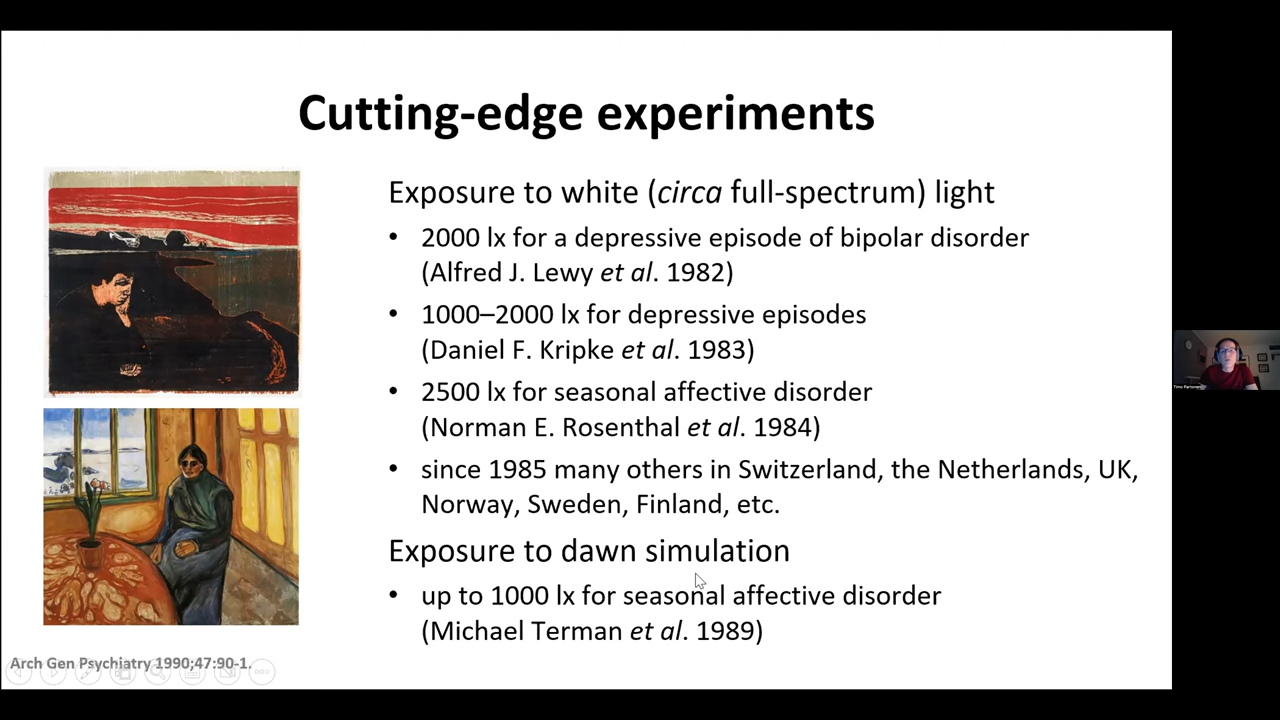 Cutting-edge experiments
Exposure to white (circa full-spectrum) light
• 2000 lx for a depressive episode of bipolar disorder
(Alfred J. Lewy et al. 1982)
• 1000–2000 lx for depressive episodes
(Daniel F. Kripke et al. 1983)
• 2500 lx for seasonal affective disorder
(Norman E. Rosenthal et al. 1984)
• since 1985 many others in Switzerland, the Netherlands, UK,
Norway, Sweden, Finland, etc.
Exposure to dawn simulation
• up to 1000 lx for seasonal affective disorder
(Michael Terman et al. 1989)
Arch Gen Psychiatry 1990;47:90-1.
Timo Partonen